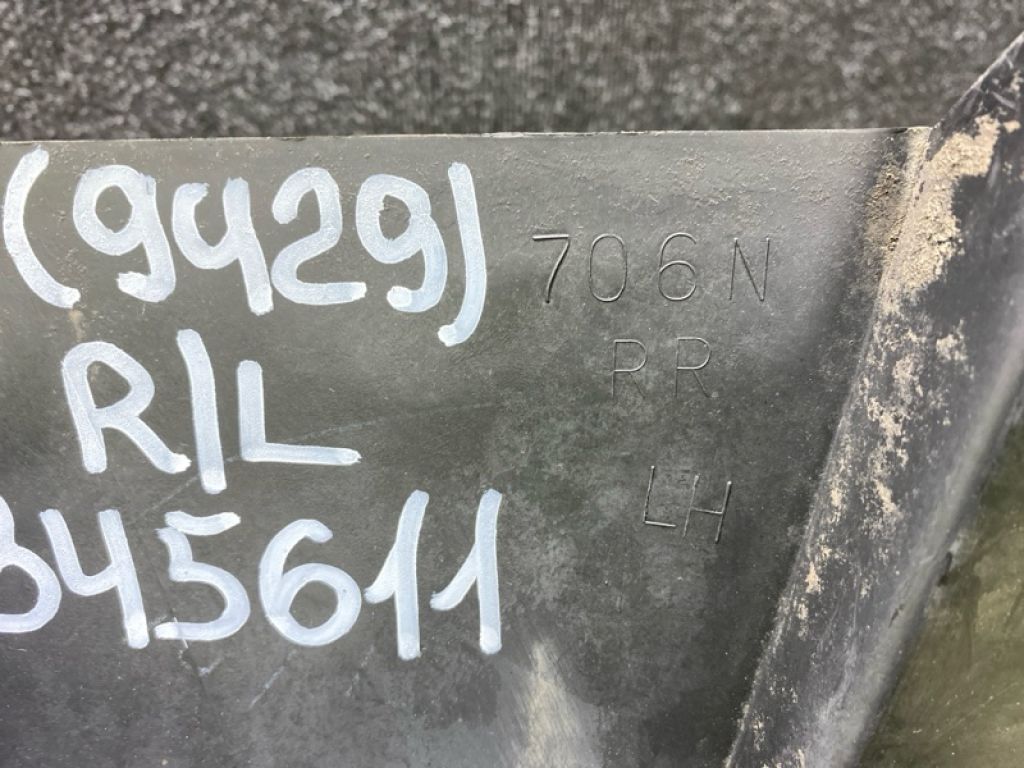 (9429)
R/L
345611
706N
RR
LH